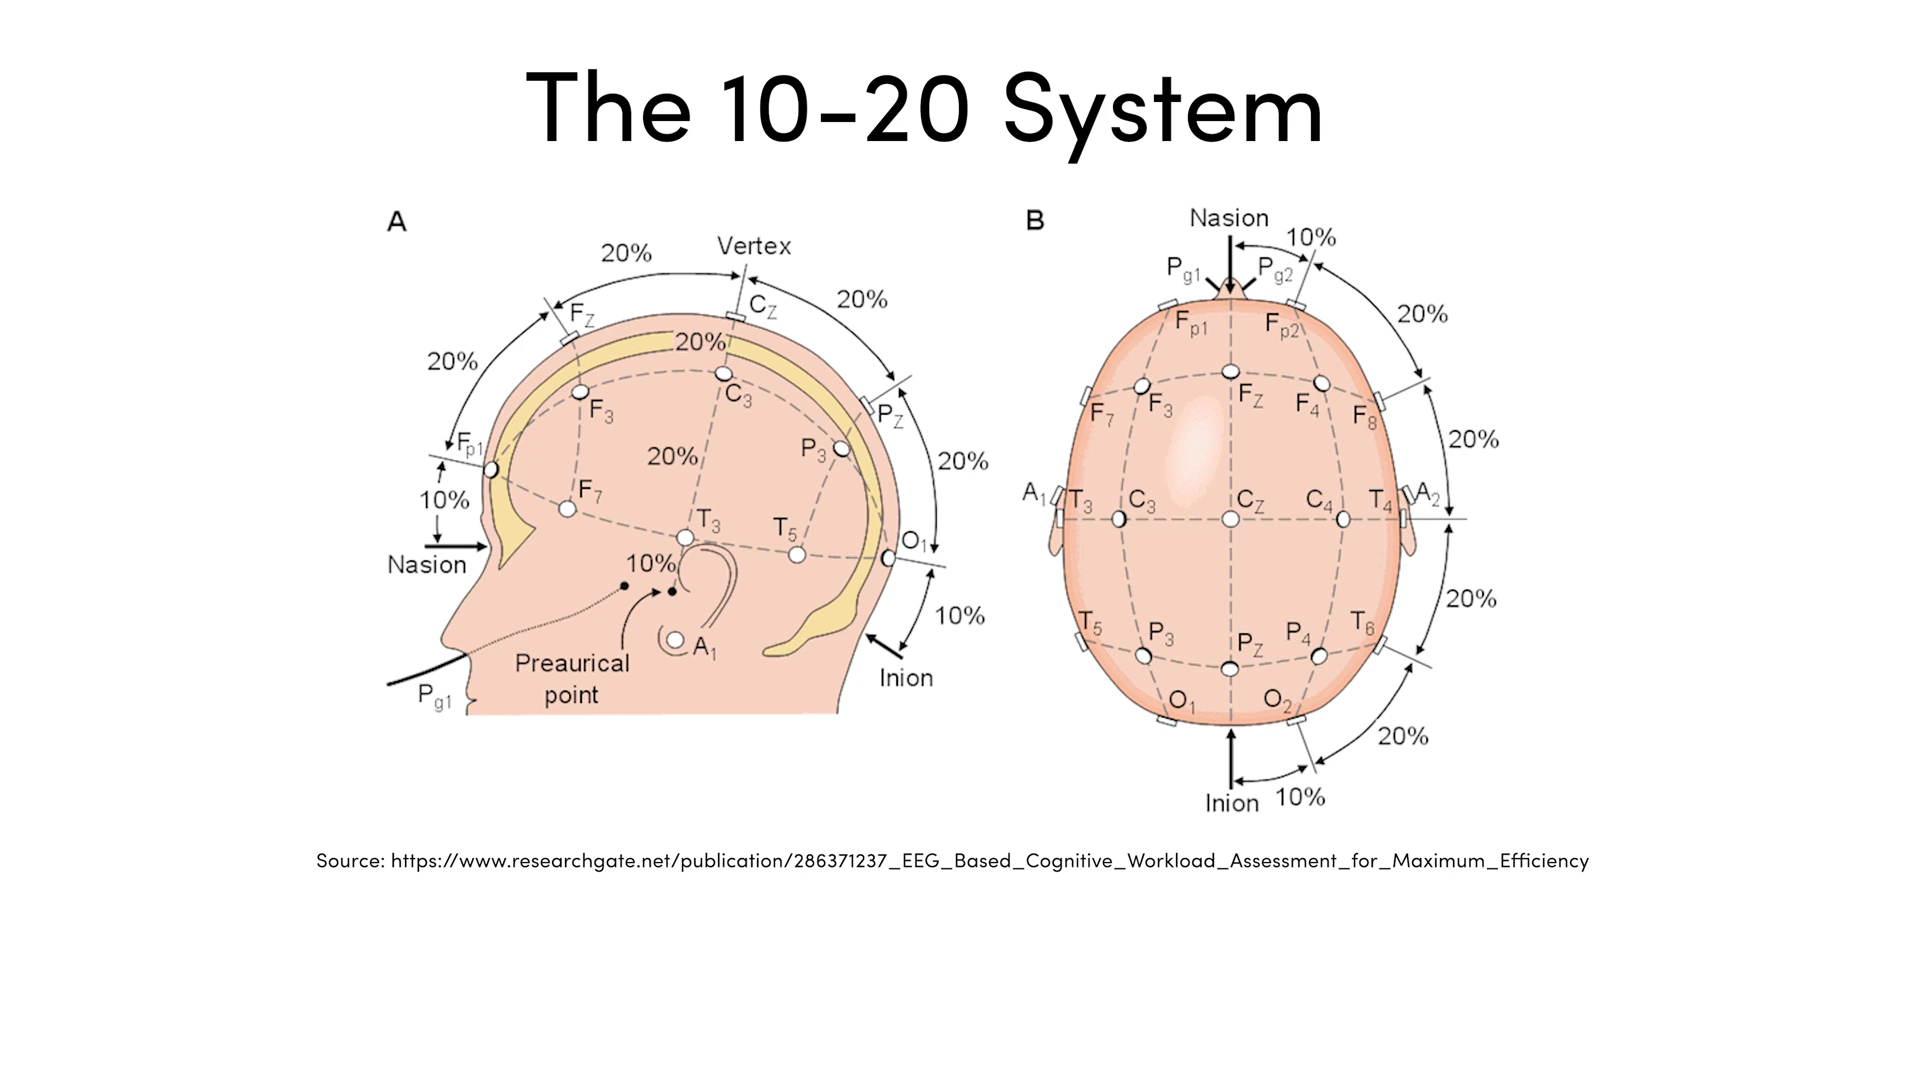 The 10-20 System
A
Vertex
20%
20%
FZ
CZ
20%
20%
F3
C3
PZ
Fp1
P3
20%
20%
10%
F7
T3
T5
O1
Nasion
10%
10%
A1
Preaurical
point
Inion
Pg1
B
Nasion
10%
Pg1
Pg2
Fp1
Fp2
20%
F7
F3
FZ
F4
F8
20%
A1
T3
C3
CZ
C4
T4
A2
20%
T5
P3
PZ
P4
T6
O1
O2
20%
Inion
10%
Source: https://www.researchgate.net/publication/286371237_EEG_Based_Cognitive_Workload_Assessment_for_Maximum_Efficiency